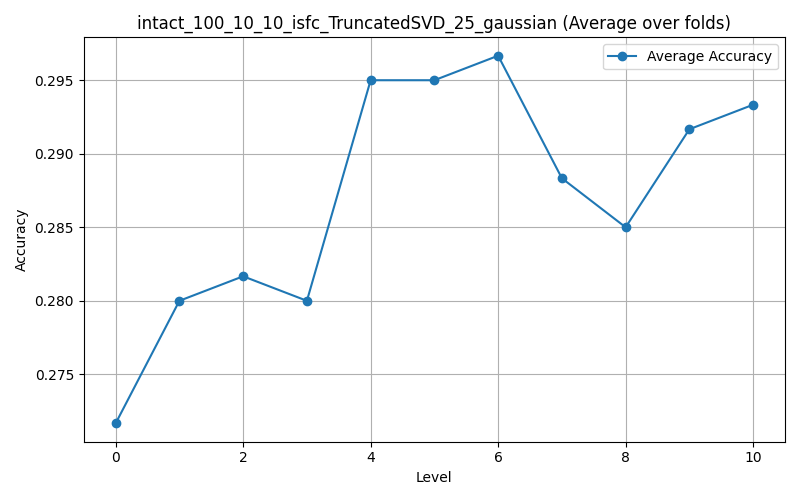 intact_100_10_10_isfc_TruncatedSVD_25_gaussian (Average over folds)
Average Accuracy
0.295
0.290
0.285
0.280
0.275
Accuracy
0 2 4 6 8 10
Level